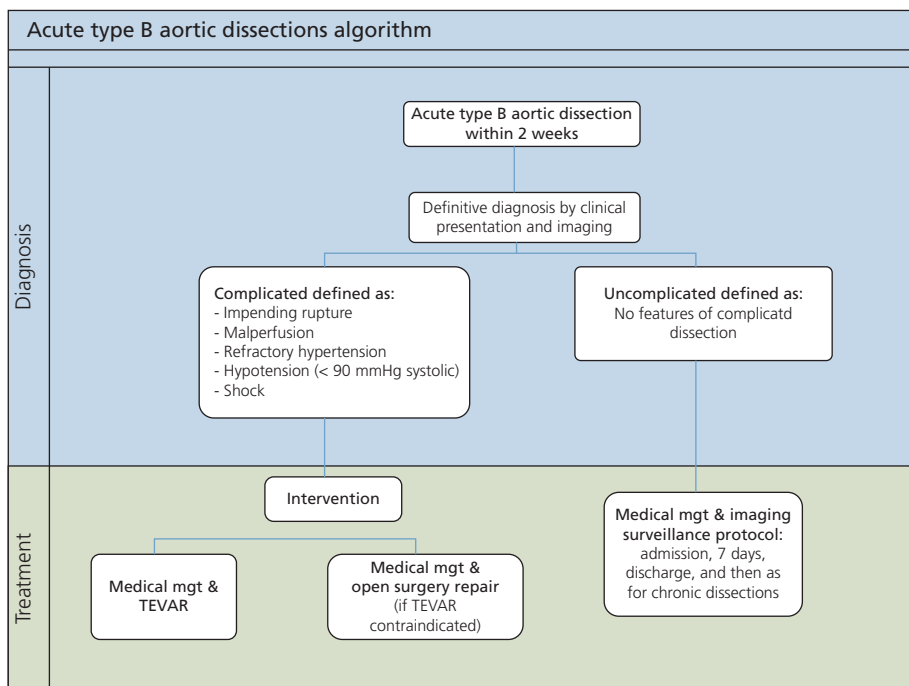 Acute type B aortic dissections algorithm
Diagnosis
Acute type B aortic dissection
within 2 weeks
Definitive diagnosis by clinical
presentation and imaging
Complicated defined as:
- Impending rupture
- Malperfusion
- Refractory hypertension
- Hypotension (< 90 mmHg systolic)
- Shock
Uncomplicated defined as:
No features of complicatd
dissection
Treatment
Intervention
Medical mgt &
TEVAR
Medical mgt &
open surgery repair
(if TEVAR
contraindicated)
Medical mgt & imaging
surveillance protocol:
admission, 7 days,
discharge, and then as
for chronic dissections